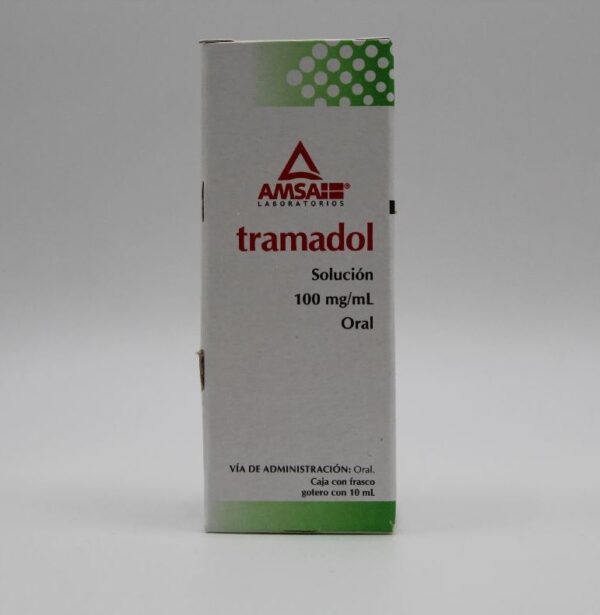 AMSA®
LABORATORIOS
tramadol
Solución
100 mg/mL
Oral
VÍA DE ADMINISTRACIÓN: Oral.
Caja con frasco
gotero con 10 mL